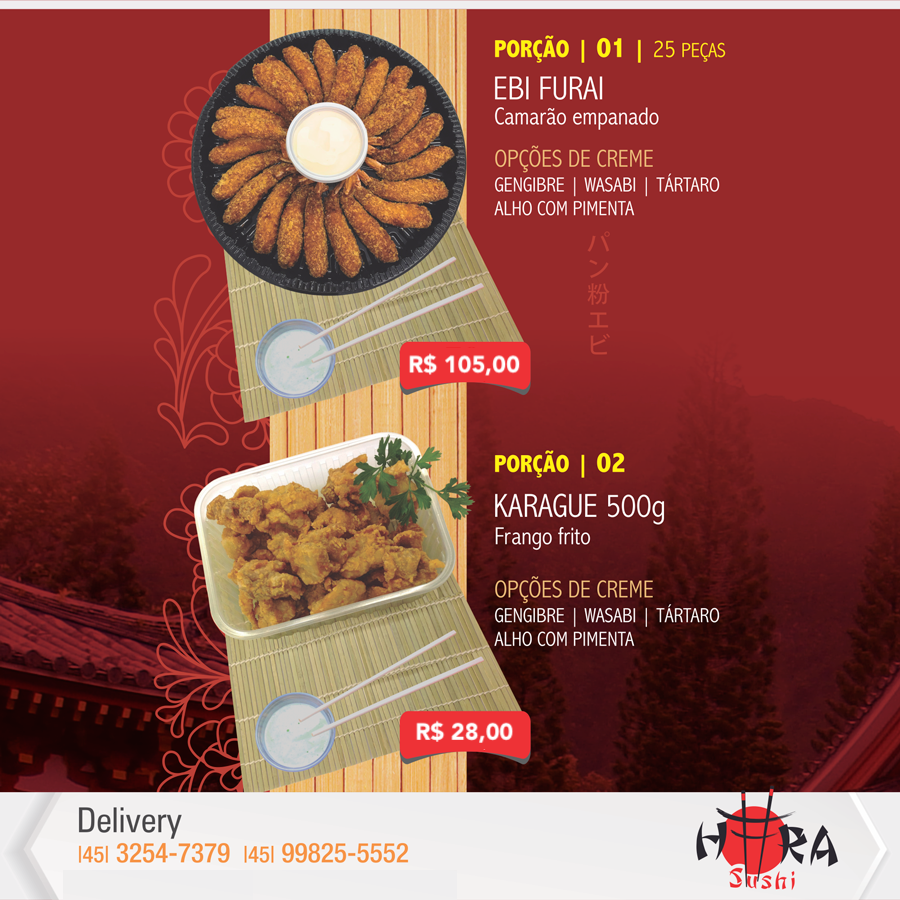 PORÇÃO | 01 | 25 PEÇAS
EBI FURAI
Camarão empanado
OPÇÕES DE CREME
GENGIBRE | WASABI | TÁRTARO
ALHO COM PIMENTA
パン粉エビ
R$ 105,00
PORÇÃO | 02
KARAGUE 500g
Frango frito
OPÇÕES DE CREME
GENGIBRE | WASABI | TÁRTARO
ALHO COM PIMENTA
R$ 28,00
Delivery
|45| 3254-7379 |45| 99825-5552
HARA
Sushi